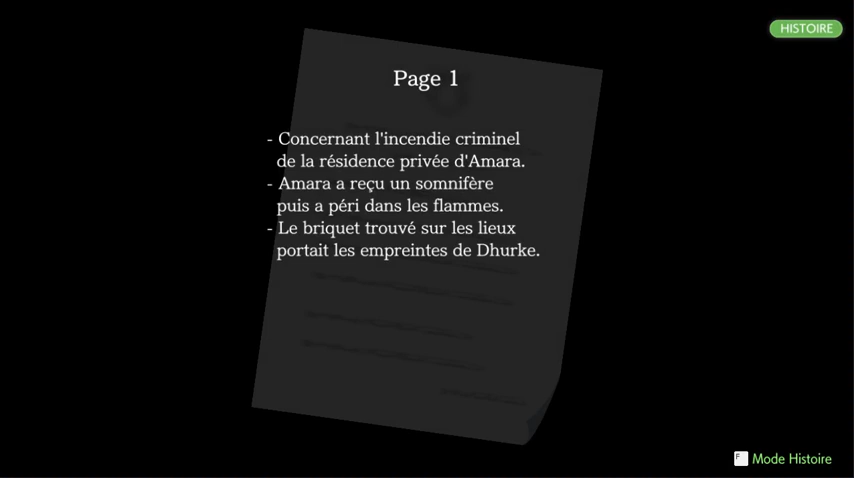 HISTOIRE
Page 1
- Concernant l'incendie criminel
de la résidence privée d'Amara.
- Amara a reçu un somnifère
puis a péri dans les flammes.
- Le briquet trouvé sur les lieux
portait les empreintes de Dhurke.
F Mode Histoire